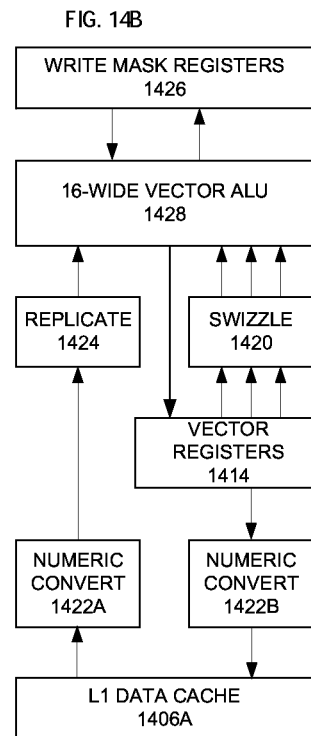 FIG. 14B
WRITE MASK REGISTERS
1426
16-WIDE VECTOR ALU
1428
REPLICATE
1424
SWIZZLE
1420
VECTOR
REGISTERS
1414
NUMERIC
CONVERT
1422A
NUMERIC
CONVERT
1422B
L1 DATA CACHE
1406A